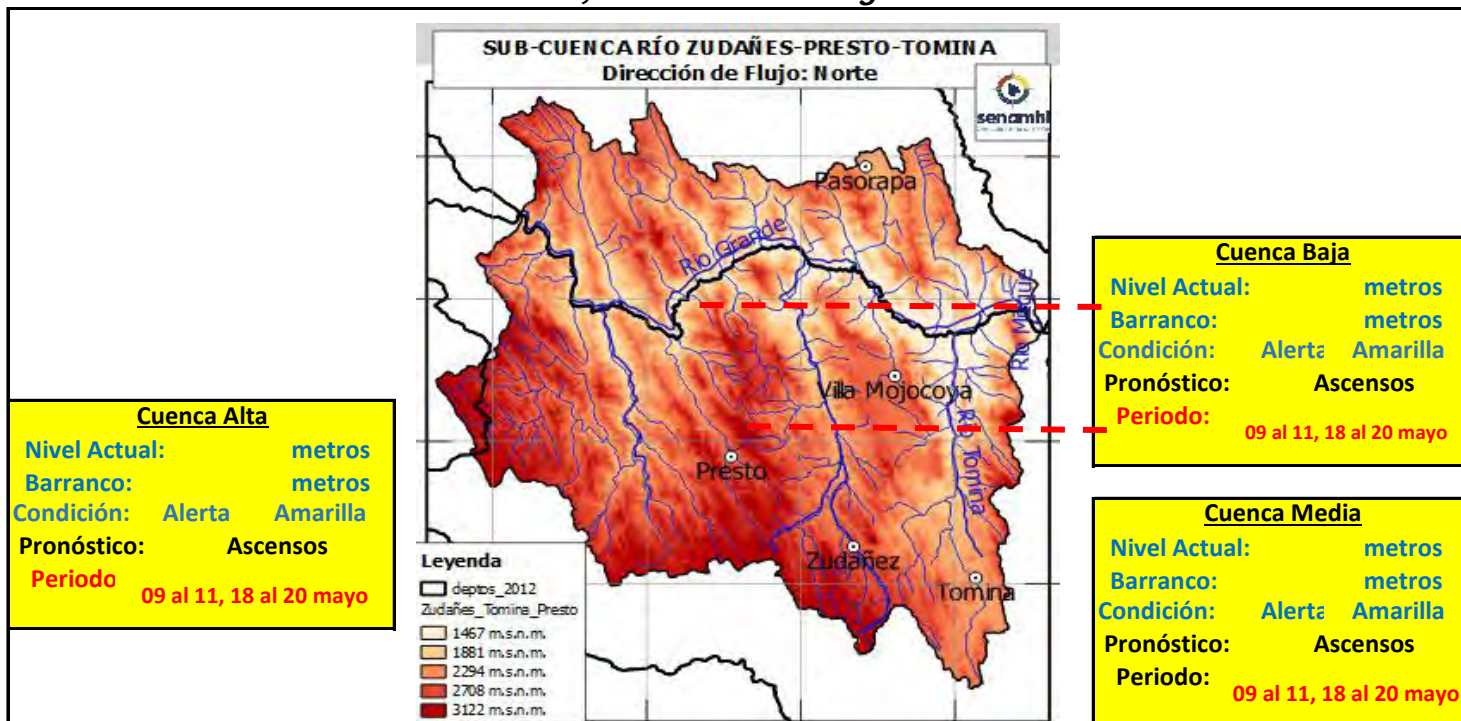 SUB-CUENCA RÍO ZUDAÑES-PRESTO-TOMINA
Dirección de Flujo: Norte
senamhi
Pasorapa
Río Grande
Río Mizque
Villa Mojocoya
Río Tomina
Presto
Zudañez
Tomina
Leyenda
deptos_2012
Zudañes_Tomina_Presto
1467 m.s.n.m.
1881 m.s.n.m.
2294 m.s.n.m.
2708 m.s.n.m.
3122 m.s.n.m.
Cuenca Alta
Nivel Actual: metros
Barranco: metros
Condición: Alerta Amarilla
Pronóstico: Ascensos
Periodo 09 al 11, 18 al 20 mayo
Cuenca Baja
Nivel Actual: metros
Barranco: metros
Condición: Alerta Amarilla
Pronóstico: Ascensos
Periodo: 09 al 11, 18 al 20 mayo
Cuenca Media
Nivel Actual: metros
Barranco: metros
Condición: Alerta Amarilla
Pronóstico: Ascensos
Periodo: 09 al 11, 18 al 20 mayo